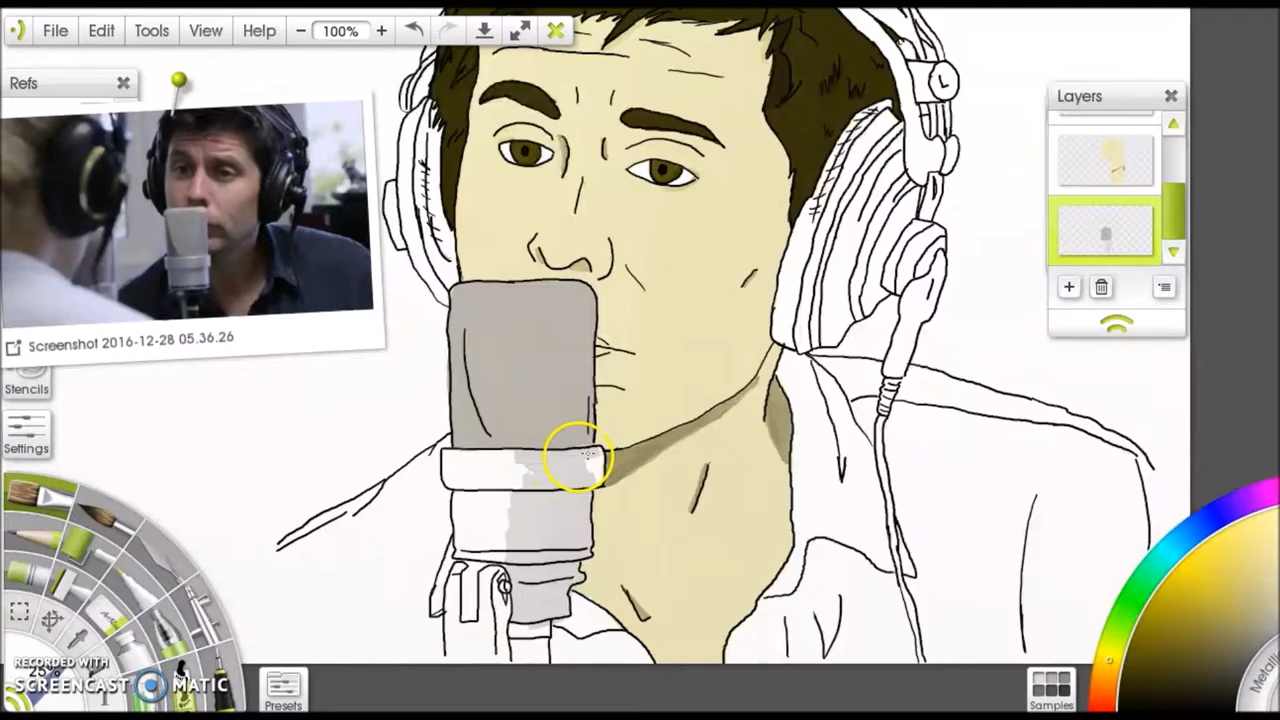 File Edit Tools View Help 100%
Refs
Layers
L
Screenshot 2016-12-28 05.36.26
Stencils
Settings
RECORDED WITH
25%
SCREENCAST MATIC
Presets
Samples